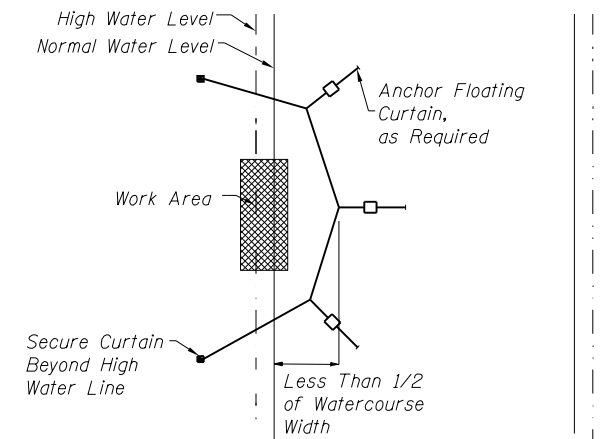 High Water Level
Normal Water Level
Anchor Floating
Curtain,
as Required
Work Area
Secure Curtain
Beyond High
Water Line
Less Than 1/2
of Watercourse
Width